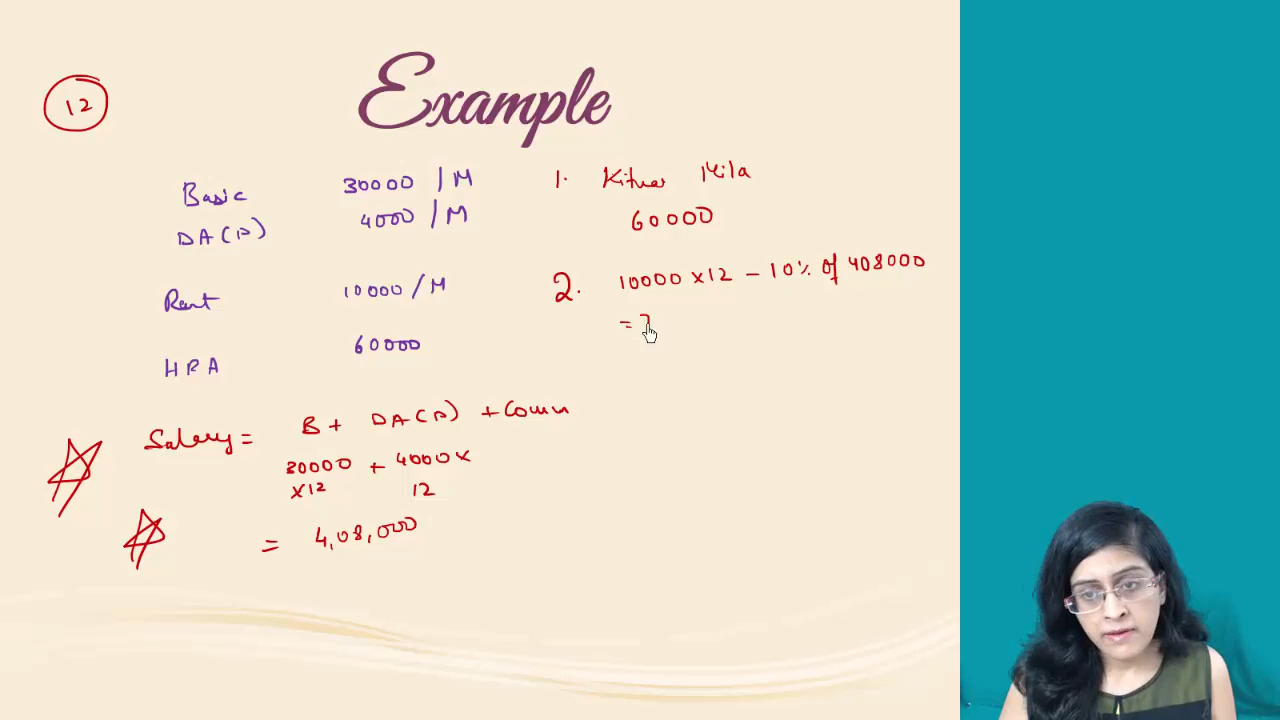 12
Example
Basic 30000 /M
DA(P) 4000 /M
Rent 10000 /M
HRA 60000
Salary = B + DA(P) + Comm
30000 + 4000 x
x12 12
= 4,08,000
1. Kitna Mila
60000
2. 10000 x12 – 10% of 408000
= 7